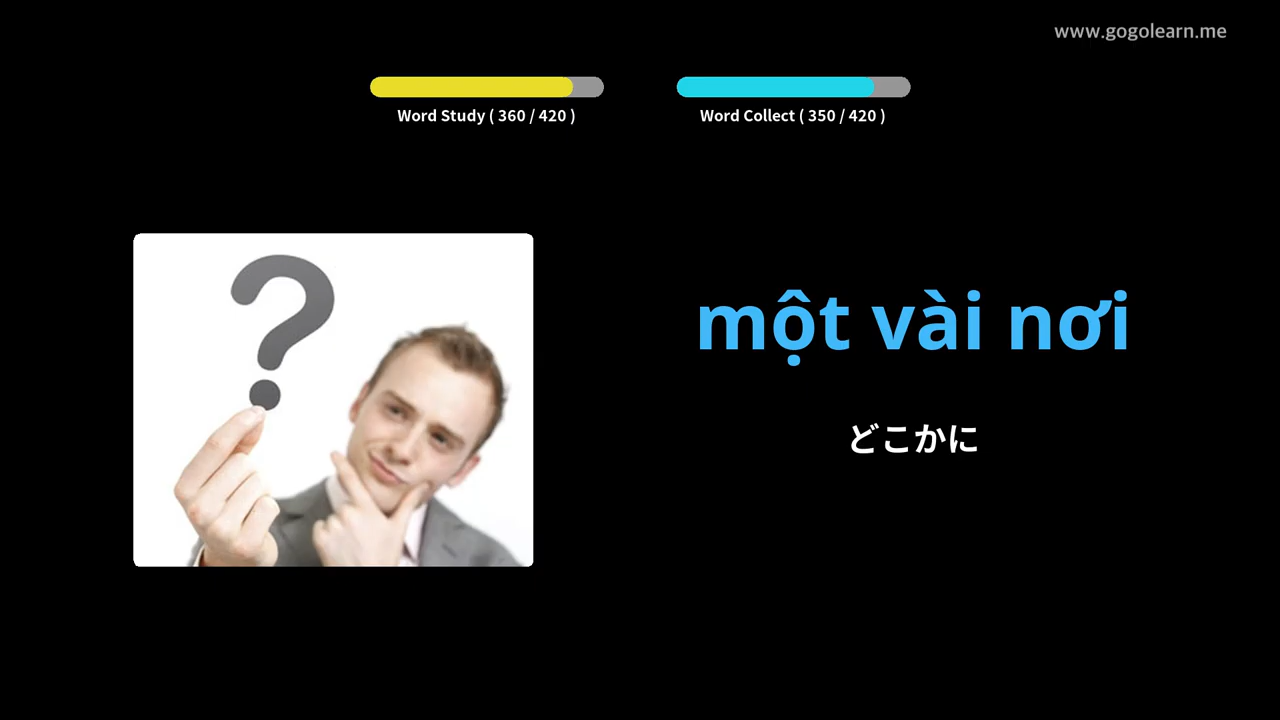 www.gogolearn.me
Word Study ( 360 / 420 )
Word Collect ( 350 / 420 )
một vài nơi
どこかに